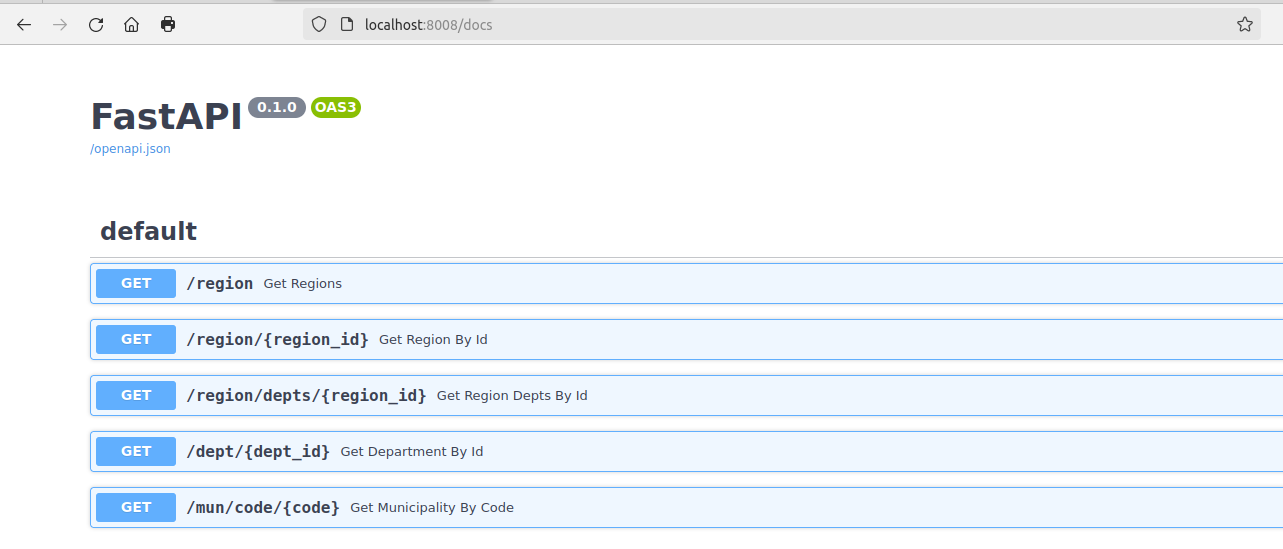 localhost:8008/docs
FastAPI 0.1.0 OAS3
/openapi.json
default
GET /region Get Regions
GET /region/{region_id} Get Region By Id
GET /region/depts/{region_id} Get Region Depts By Id
GET /dept/{dept_id} Get Department By Id
GET /mun/code/{code} Get Municipality By Code